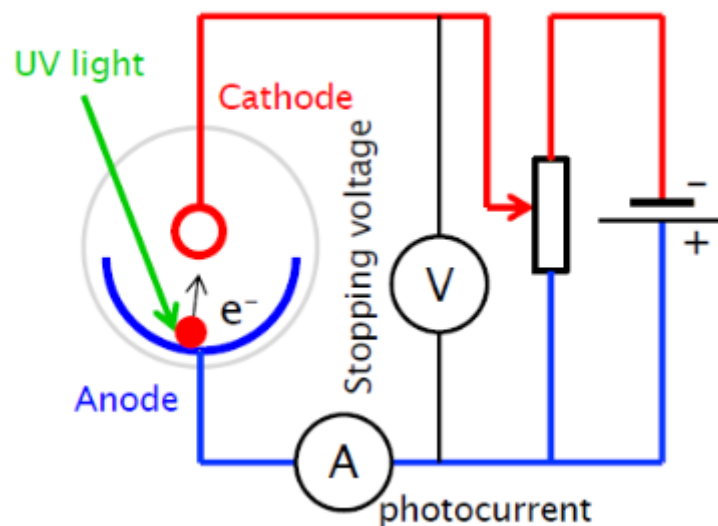 UV light
Cathode
Stopping voltage
V
–
+
e⁻
Anode
A
photocurrent